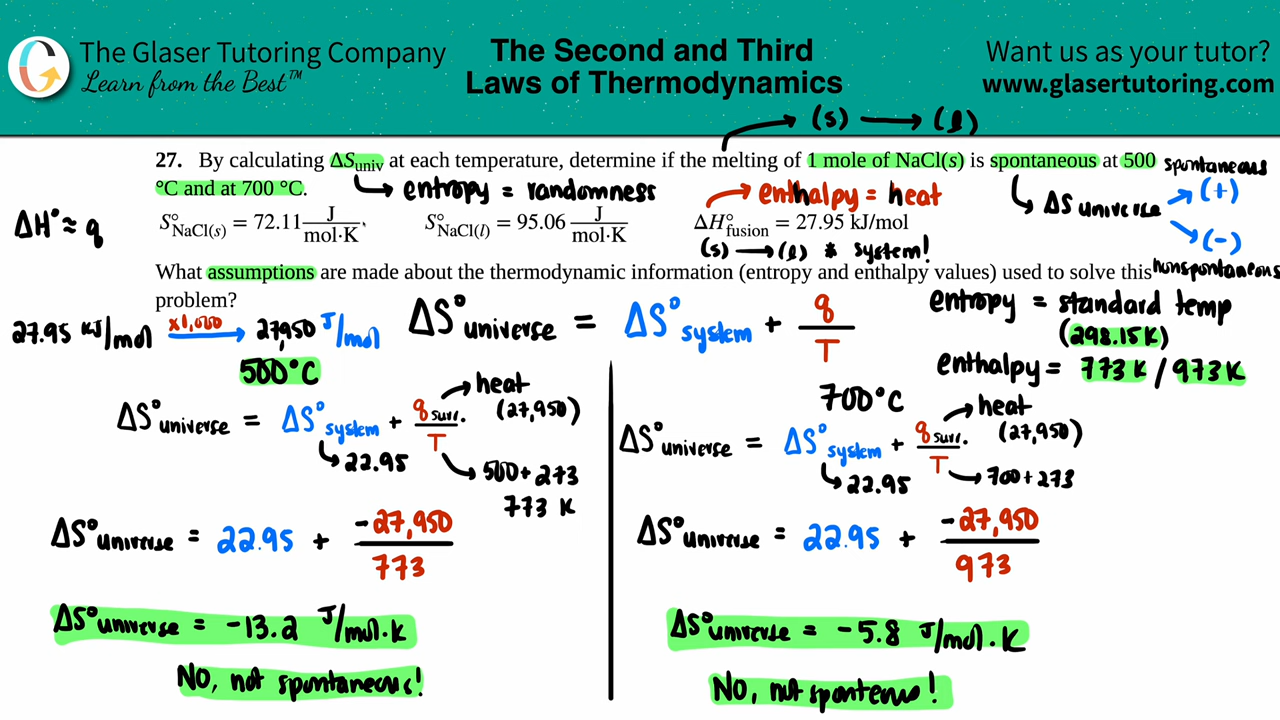 The Glaser Tutoring Company
Learn from the Best™
The Second and Third
Laws of Thermodynamics
Want us as your tutor?
www.glasertutoring.com
(s) → (l)
27. By calculating ΔSuniv at each temperature, determine if the melting of 1 mole of NaCl(s) is spontaneous at 500
°C and at 700 °C.
entropy = randomness
enthalpy = heat
ΔS universe
spontaneous
(+)
(-)
nonspontaneous
ΔH° ≈ q
S°NaCl(s) = 72.11 J/mol·K
S°NaCl(l) = 95.06 J/mol·K
ΔH°fusion = 27.95 kJ/mol
(s) → (l) * system!
What assumptions are made about the thermodynamic information (entropy and enthalpy values) used to solve this
problem?
27.95 KJ/mol x1,000 → 27,950 J/mol
ΔS°universe = ΔS°system + q/T
entropy = standard temp
(298.15K)
enthalpy = 773K / 973K
500°C
ΔS°universe = ΔS°system + q surr./T
heat
(27,950)
22.95
500+273
773 K
ΔS°universe = 22.95 + -27,950/773
ΔS°universe = -13.2 J/mol·K
No, not spontaneous!
700°C
ΔS°universe = ΔS°system + q surr./T
heat
(27,950)
22.95
700+273
ΔS°universe = 22.95 + -27,950/973
ΔS°universe = -5.8 J/mol·K
No, not sponteus!